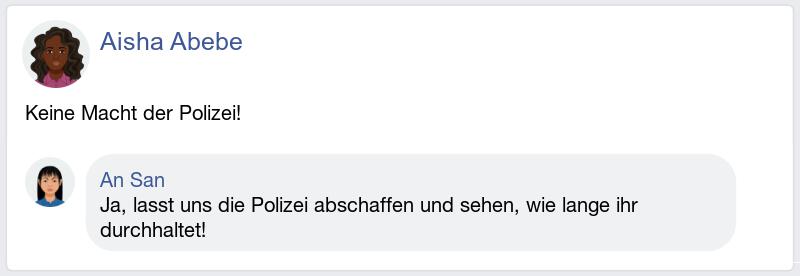 Aisha Abebe
Keine Macht der Polizei!
An San
Ja, lasst uns die Polizei abschaffen und sehen, wie lange ihr
durchhaltet!